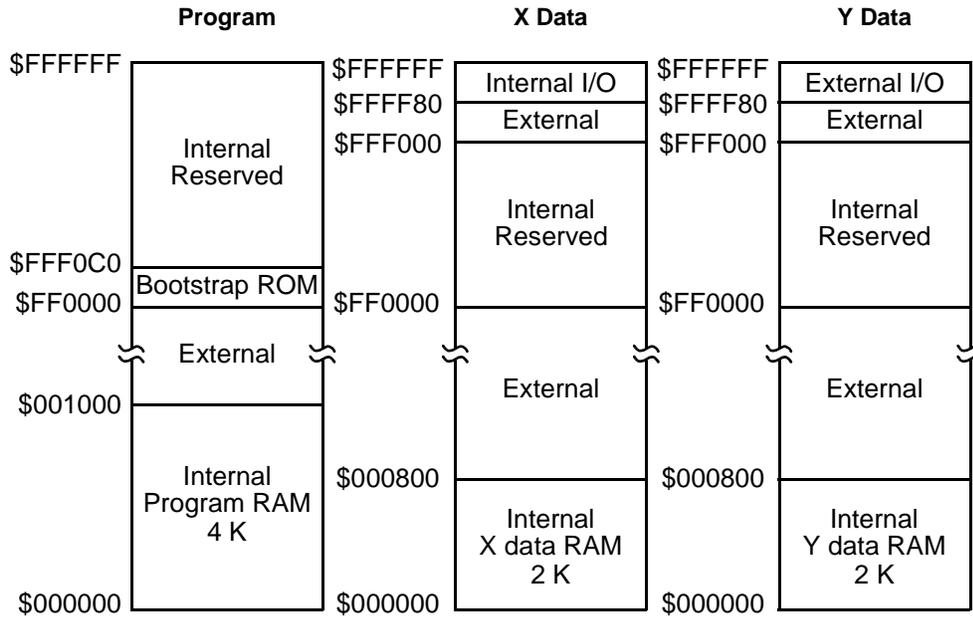 Program
X Data
Y Data
$FFFFFF
Internal
Reserved
$FFF0C0
Bootstrap ROM
$FF0000
External
$001000
Internal
Program RAM
4 K
$000000
$FFFFFF
Internal I/O
$FFFF80
External
$FFF000
Internal
Reserved
$FF0000
External
$000800
Internal
X data RAM
2 K
$000000
$FFFFFF
External I/O
$FFFF80
External
$FFF000
Internal
Reserved
$FF0000
External
$000800
Internal
Y data RAM
2 K
$000000